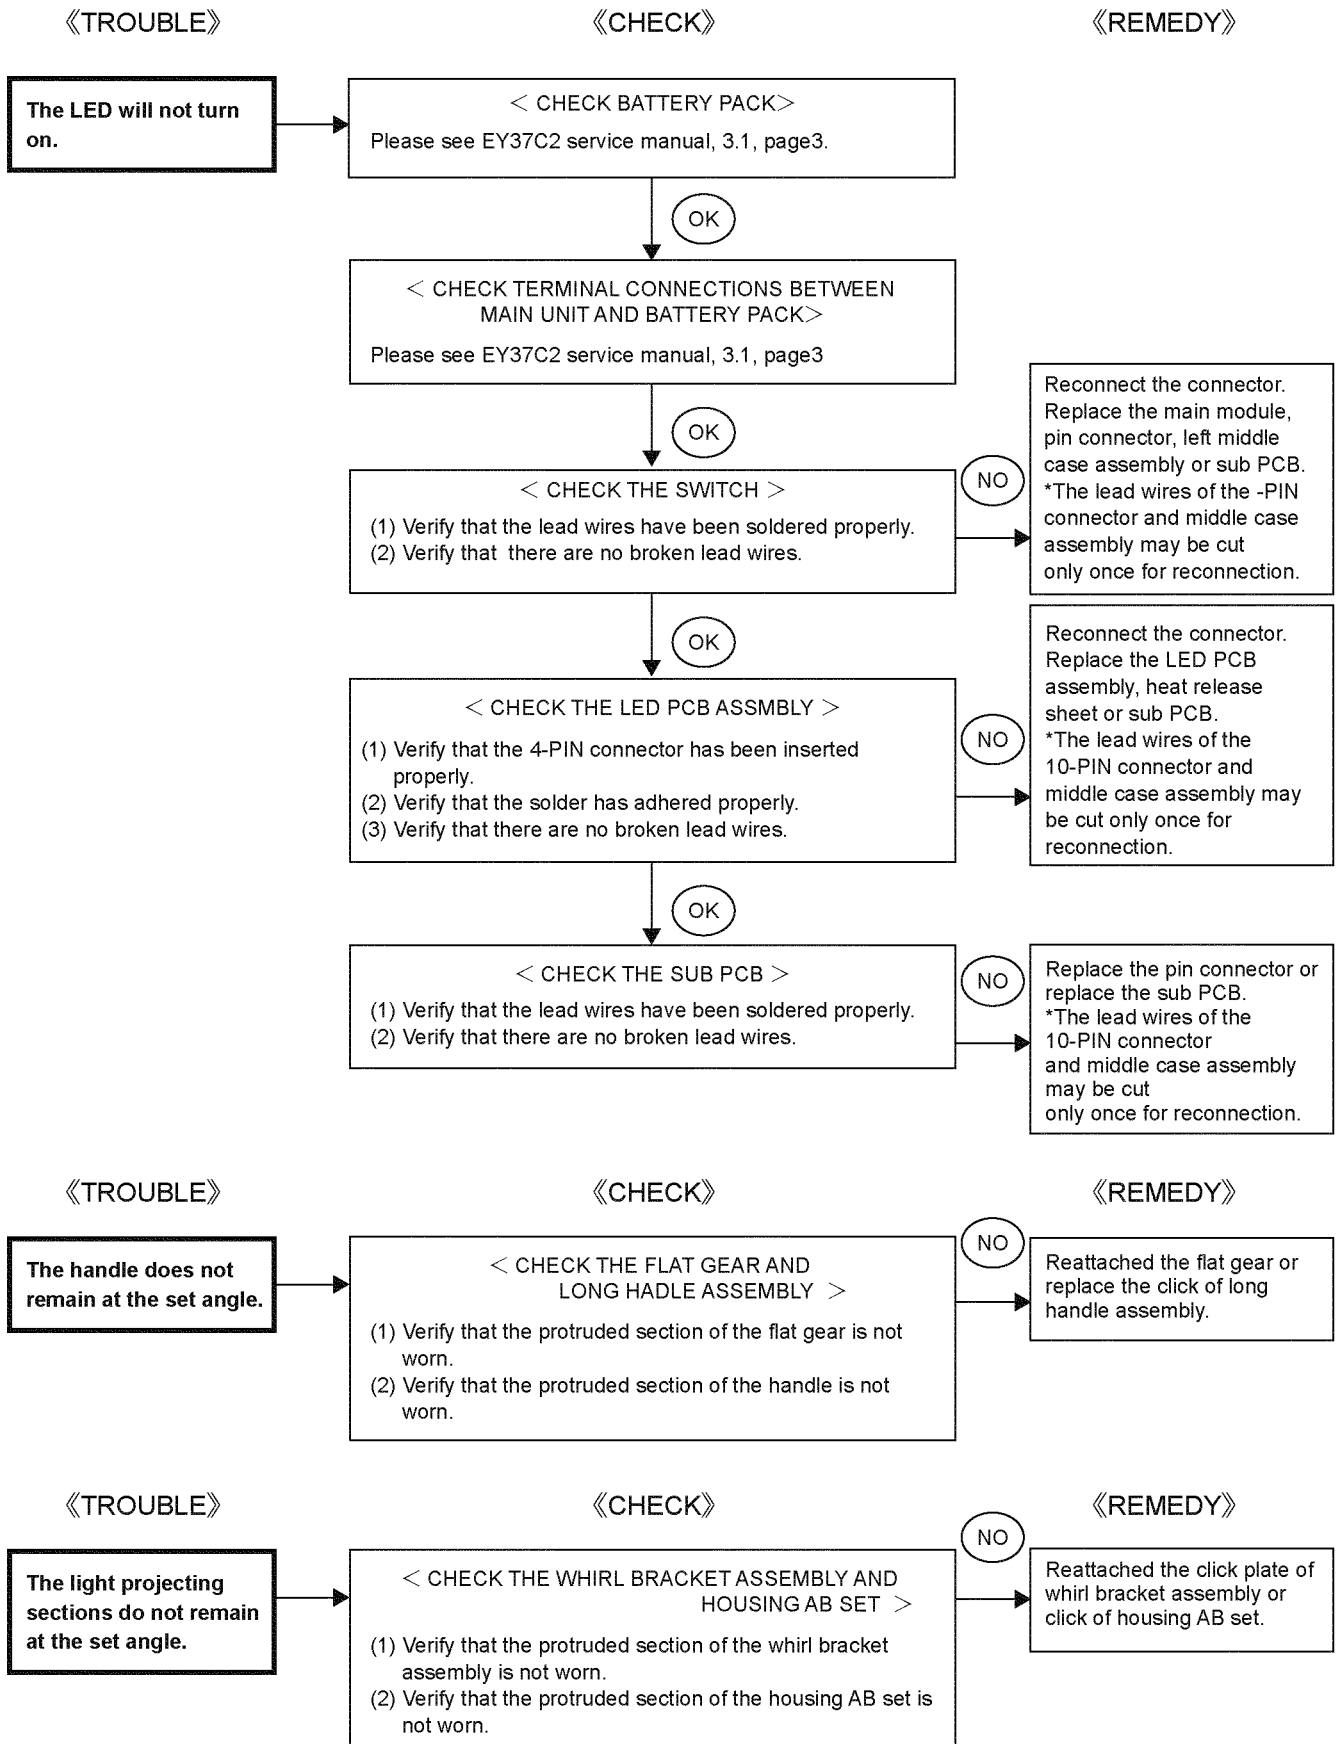 《TROUBLE》
《CHECK》
《REMEDY》
The LED will not turn
on.
< CHECK BATTERY PACK>
Please see EY37C2 service manual, 3.1, page3.
OK
< CHECK TERMINAL CONNECTIONS BETWEEN
MAIN UNIT AND BATTERY PACK>
Please see EY37C2 service manual, 3.1, page3
OK
< CHECK THE SWITCH >
(1) Verify that the lead wires have been soldered properly.
(2) Verify that there are no broken lead wires.
NO
Reconnect the connector.
Replace the main module,
pin connector, left middle
case assembly or sub PCB.
*The lead wires of the -PIN
connector and middle case
assembly may be cut
only once for reconnection.
OK
< CHECK THE LED PCB ASSMBLY >
(1) Verify that the 4-PIN connector has been inserted
properly.
(2) Verify that the solder has adhered properly.
(3) Verify that there are no broken lead wires.
NO
Reconnect the connector.
Replace the LED PCB
assembly, heat release
sheet or sub PCB.
*The lead wires of the
10-PIN connector and
middle case assembly may
be cut only once for
reconnection.
OK
< CHECK THE SUB PCB >
(1) Verify that the lead wires have been soldered properly.
(2) Verify that there are no broken lead wires.
NO
Replace the pin connector or
replace the sub PCB.
*The lead wires of the
10-PIN connector
and middle case assembly
may be cut
only once for reconnection.
《TROUBLE》
《CHECK》
《REMEDY》
The handle does not
remain at the set angle.
< CHECK THE FLAT GEAR AND
LONG HADLE ASSEMBLY >
(1) Verify that the protruded section of the flat gear is not
worn.
(2) Verify that the protruded section of the handle is not
worn.
NO
Reattached the flat gear or
replace the click of long
handle assembly.
《TROUBLE》
《CHECK》
《REMEDY》
The light projecting
sections do not remain
at the set angle.
< CHECK THE WHIRL BRACKET ASSEMBLY AND
HOUSING AB SET >
(1) Verify that the protruded section of the whirl bracket
assembly is not worn.
(2) Verify that the protruded section of the housing AB set is
not worn.
NO
Reattached the click plate of
whirl bracket assembly or
click of housing AB set.